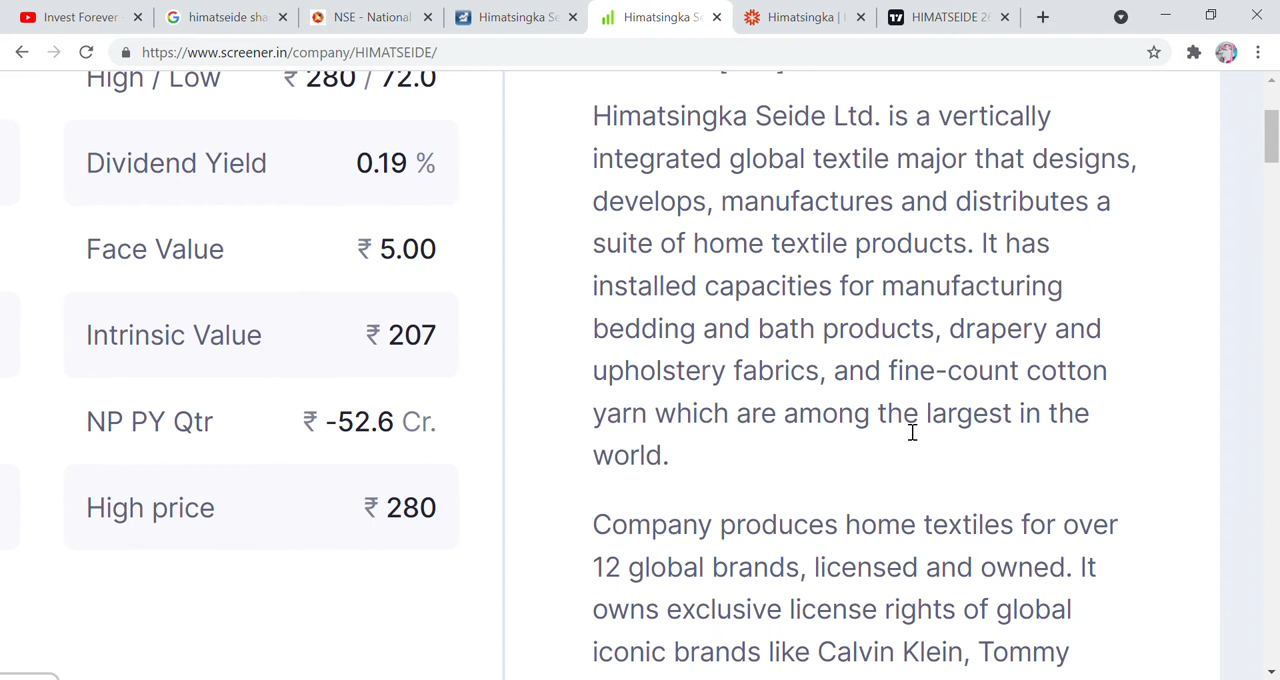 Invest Forever
himatseide sha
NSE - National
Himatsingka Se
Himatsingka Se
Himatsingka |
HIMATSEIDE 26
https://www.screener.in/company/HIMATSEIDE/
High / Low ₹ 280 / 72.0
Dividend Yield 0.19 %
Face Value ₹ 5.00
Intrinsic Value ₹ 207
NP PY Qtr ₹ -52.6 Cr.
High price ₹ 280
Himatsingka Seide Ltd. is a vertically
integrated global textile major that designs,
develops, manufactures and distributes a
suite of home textile products. It has
installed capacities for manufacturing
bedding and bath products, drapery and
upholstery fabrics, and fine-count cotton
yarn which are among the largest in the
world.
Company produces home textiles for over
12 global brands, licensed and owned. It
owns exclusive license rights of global
iconic brands like Calvin Klein, Tommy